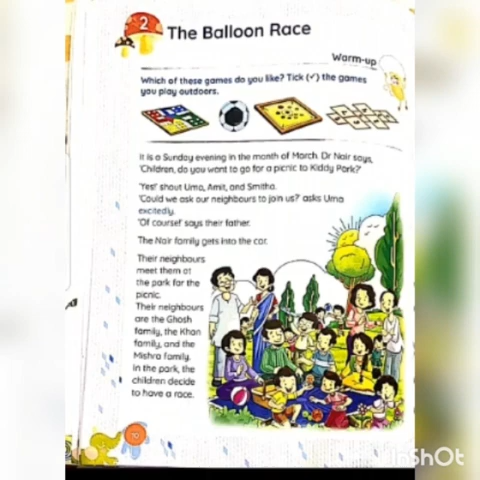 2
The Balloon Race
Warm-up
Which of these games do you like? Tick (✓) the games
you play outdoors.
It is a Sunday evening in the month of March. Dr Nair says,
'Children, do you want to go for a picnic to Kiddy Park?'
'Yes!' shout Uma, Amit, and Smitha.
'Could we ask our neighbours to join us?' asks Uma
excitedly.
'Of course!' says their father.
The Nair family gets into the car.
Their neighbours
meet them at
the park for the
picnic.
Their neighbours
are the Ghosh
family, the Khan
family, and the
Mishra family.
In the park, the
children decide
to have a race.
10
InShOt